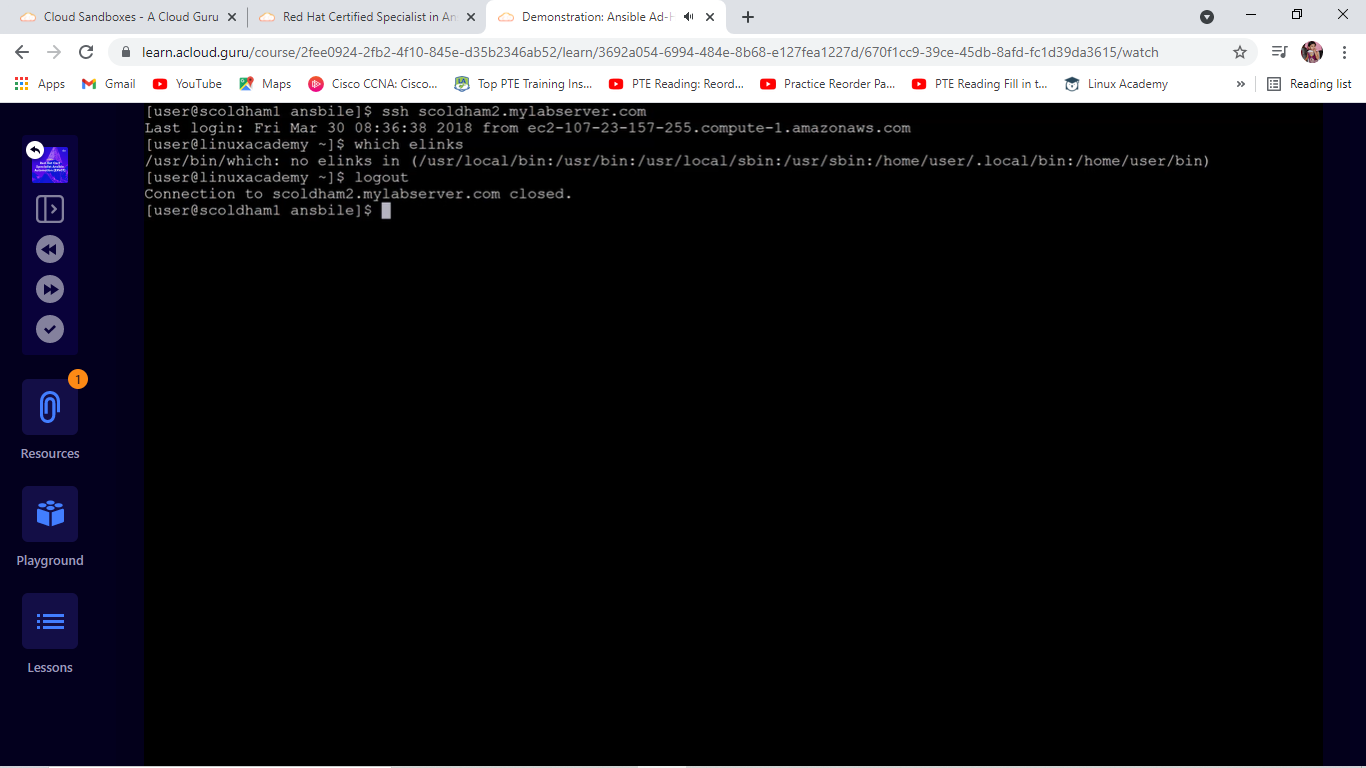 Cloud Sandboxes - A Cloud Guru
Red Hat Certified Specialist in An
Demonstration: Ansible Ad-H
learn.acloud.guru/course/2fee0924-2fb2-4f10-845e-d35b2346ab52/learn/3692a054-6994-484e-8b68-e127fea1227d/670f1cc9-39ce-45db-8afd-fc1d39da3615/watch
Apps Gmail YouTube Maps Cisco CCNA: Cisco... Top PTE Training Ins... PTE Reading: Reord... Practice Reorder Pa... PTE Reading Fill in t... Linux Academy » Reading list
[user@scoldham1 ansbile]$ ssh scoldham2.mylabserver.com
Last login: Fri Mar 30 08:36:38 2018 from ec2-107-23-157-255.compute-1.amazonaws.com
[user@linuxacademy ~]$ which elinks
/usr/bin/which: no elinks in (/usr/local/bin:/usr/bin:/usr/local/sbin:/usr/sbin:/home/user/.local/bin:/home/user/bin)
[user@linuxacademy ~]$ logout
Connection to scoldham2.mylabserver.com closed.
[user@scoldham1 ansbile]$
1
Resources
Playground
Lessons